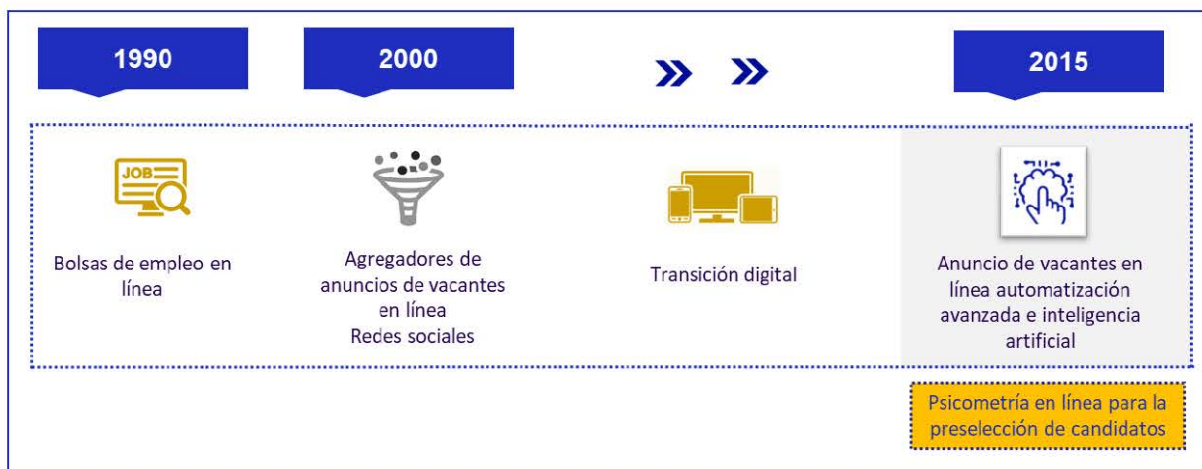 1990
2000
2015
JOB
Bolsas de empleo en
línea
Agregadores de
anuncios de vacantes
en línea
Redes sociales
Transición digital
Anuncio de vacantes en
línea automatización
avanzada e inteligencia
artificial
Psicometría en línea para la
preselección de candidatos